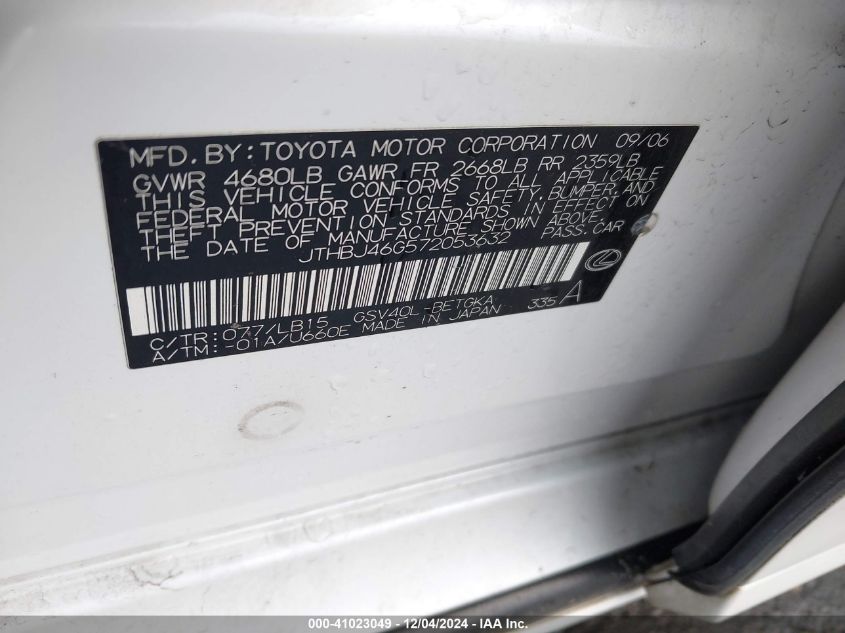 MFD. BY: TOYOTA MOTOR CORPORATION 09/06
GVWR 4680LB GAWR FR 2668LB RR 2359LB
THIS VEHICLE CONFORMS TO ALL APPLICABLE
FEDERAL MOTOR VEHICLE SAFETY, BUMPER, AND
THEFT PREVENTION STANDARDS IN EFFECT ON
THE DATE OF MANUFACTURE SHOWN ABOVE.
JTHBJ46G572053632 PASS. CAR
C/TR: 077/LB15 GSV40L-BETGKA 335 A
A/TM: -01A/U660E MADE IN JAPAN
000-41023049 - 12/04/2024 - IAA Inc.